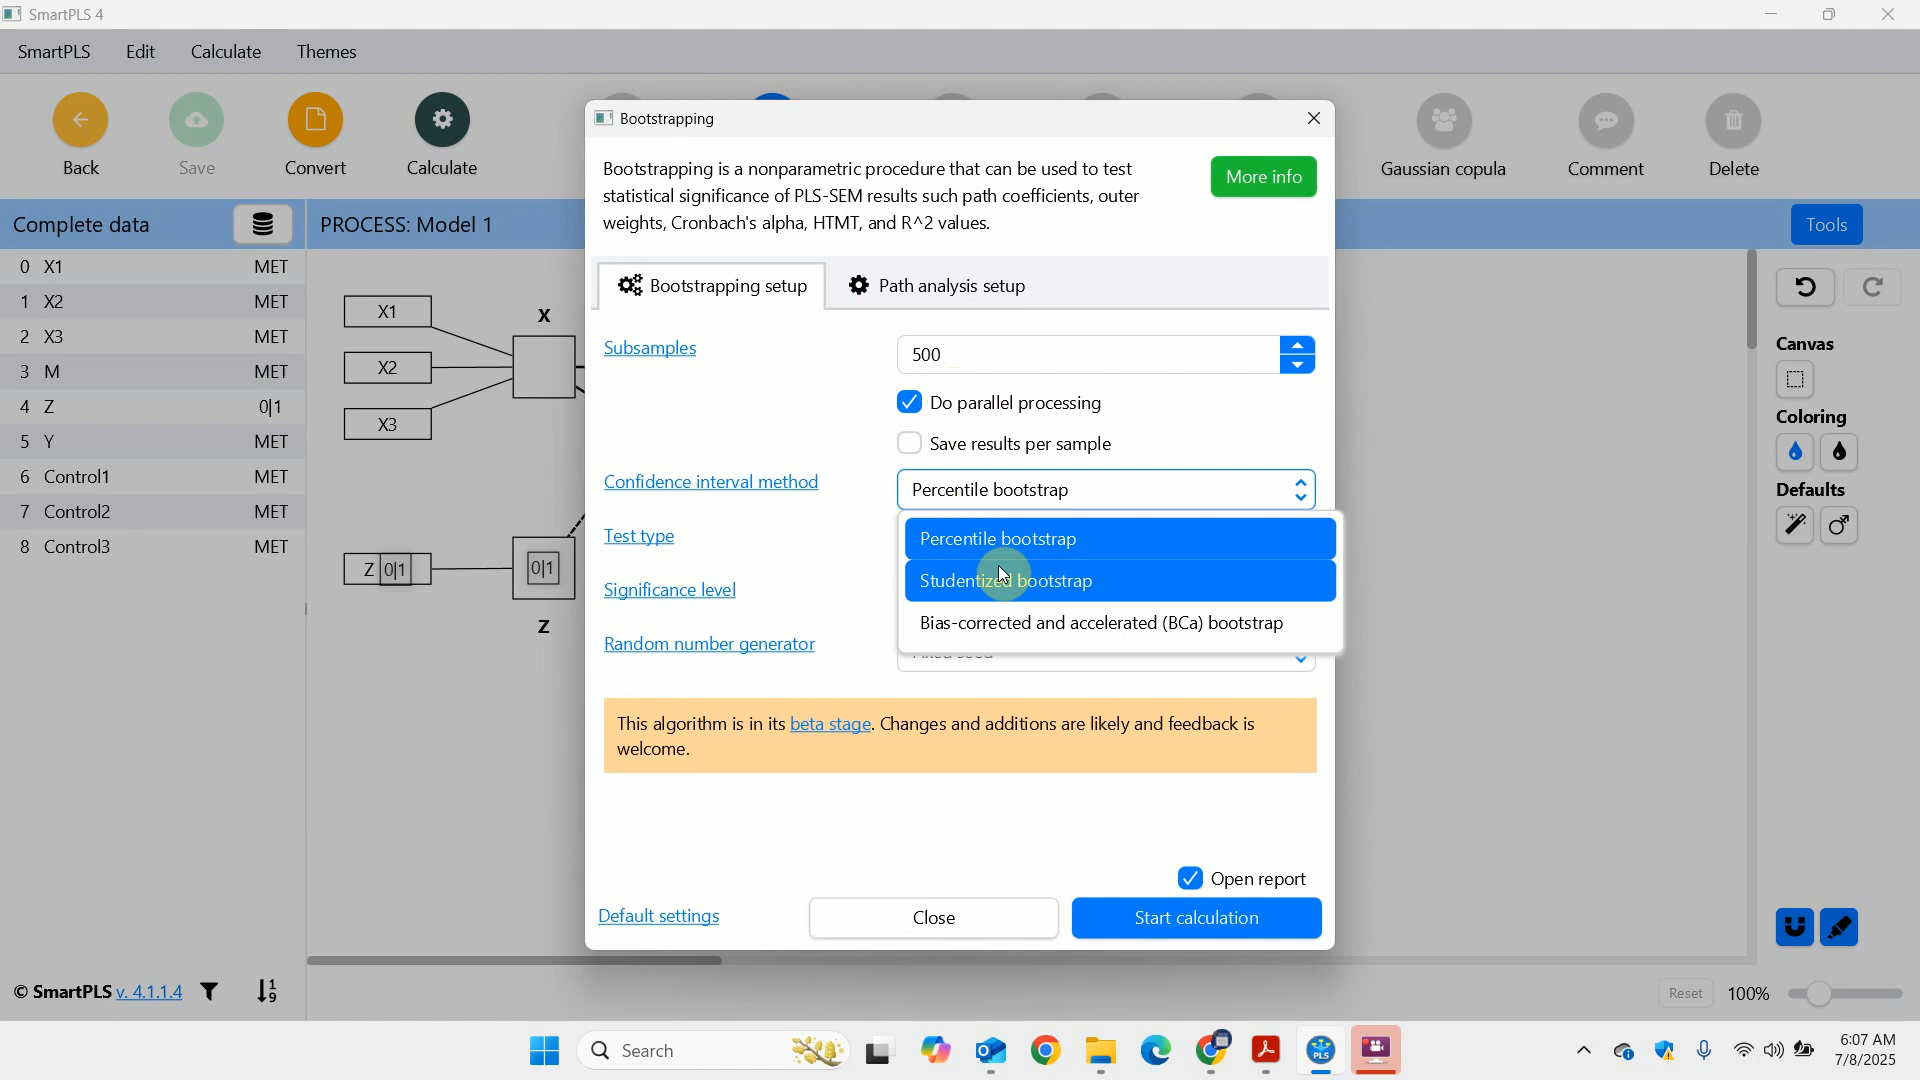 SmartPLS 4
SmartPLS Edit Calculate Themes
Back Save Convert Calculate Gaussian copula Comment Delete
Complete data
PROCESS: Model 1
Tools
0 X1 MET
1 X2 MET
2 X3 MET
3 M MET
4 Z 0|1
5 Y MET
6 Control1 MET
7 Control2 MET
8 Control3 MET
X1
X2
X3
X
Z 0|1
0|1
Z
Bootstrapping
Bootstrapping is a nonparametric procedure that can be used to test
statistical significance of PLS-SEM results such path coefficients, outer
weights, Cronbach's alpha, HTMT, and R^2 values.
More info
Bootstrapping setup
Path analysis setup
Subsamples
500
Do parallel processing
Save results per sample
Confidence interval method
Percentile bootstrap
Percentile bootstrap
Studentized bootstrap
Bias-corrected and accelerated (BCa) bootstrap
Test type
Significance level
Random number generator
This algorithm is in its beta stage. Changes and additions are likely and feedback is
welcome.
Open report
Default settings
Close
Start calculation
Canvas
Coloring
Defaults
© SmartPLS v. 4.1.1.4
1
9
Reset 100%
Search
PLS
6:07 AM
7/8/2025